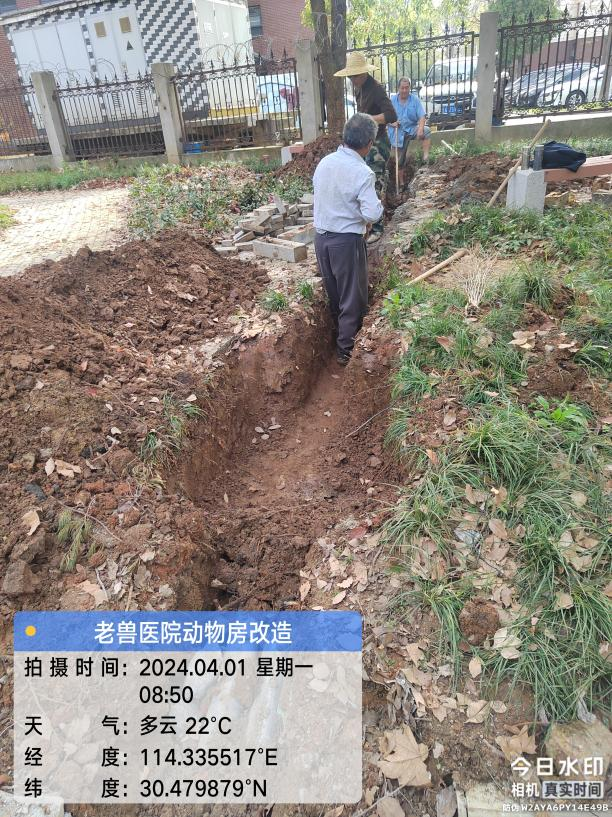 老兽医院动物房改造
拍摄时间：2024.04.01 星期一
08:50
天气：多云 22°C
经度：114.335517°E
纬度：30.479879°N
今日水印
相机 真实时间
防伪 W2AYA6PY14E49B